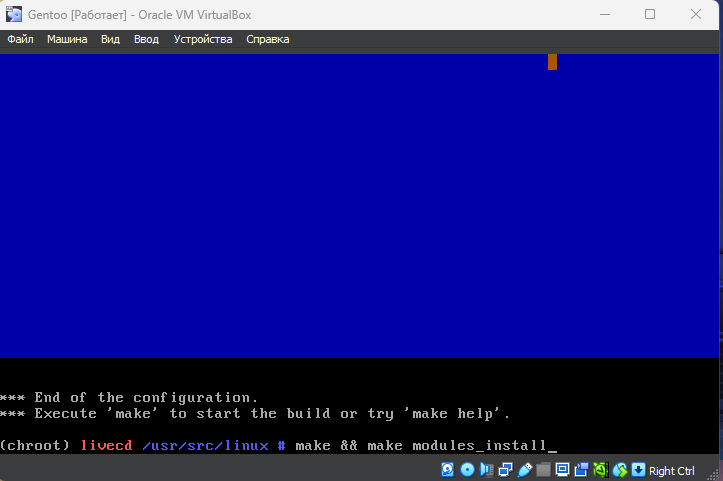 Gentoo [Работает] - Oracle VM VirtualBox
Файл Машина Вид Ввод Устройства Справка
*** End of the configuration.
*** Execute 'make' to start the build or try 'make help'.
(chroot) livecd /usr/src/linux # make && make modules_install_
Right Ctrl